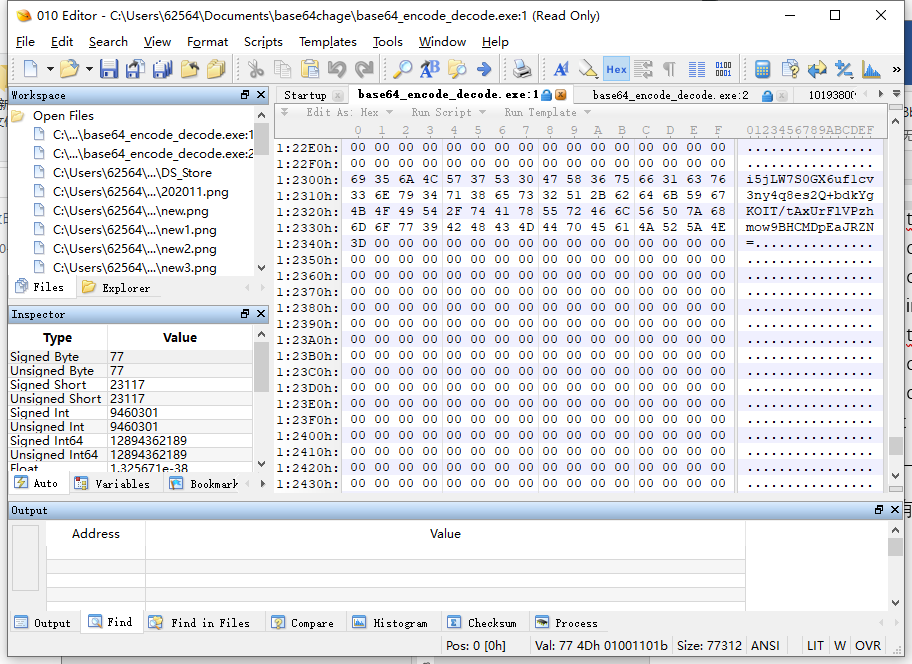 010 Editor - C:\Users\62564\Documents\base64chage\base64_encode_decode.exe:1 (Read Only)
File Edit Search View Format Scripts Templates Tools Window Help
Hex
Workspace
Open Files
C:\...\base64_encode_decode.exe:1
C:\...\base64_encode_decode.exe:2
C:\Users\62564\...\DS_Store
C:\Users\62564\...\202011.png
C:\Users\62564\...\new.png
C:\Users\62564\...\new1.png
C:\Users\62564\...\new2.png
C:\Users\62564\...\new3.png
Files Explorer
Inspector
Type Value
Signed Byte 77
Unsigned Byte 77
Signed Short 23117
Unsigned Short 23117
Signed Int 9460301
Unsigned Int 9460301
Signed Int64 12894362189
Unsigned Int64 12894362189
Float 1.325671e-38
Auto Variables Bookmark
Startup base64_encode_decode.exe:1 base64_encode_decode.exe:2 10193800
Edit As: Hex Run Script Run Template
0 1 2 3 4 5 6 7 8 9 A B C D E F 0123456789ABCDEF
1:22E0h: 00 00 00 00 00 00 00 00 00 00 00 00 00 00 00 00 ................
1:22F0h: 00 00 00 00 00 00 00 00 00 00 00 00 00 00 00 00 ................
1:2300h: 69 35 6A 4C 57 37 53 30 47 58 36 75 66 31 63 76 i5jLW7S0GX6uf1cv
1:2310h: 33 6E 79 34 71 38 65 73 32 51 2B 62 64 6B 59 67 3ny4q8es2Q+bdkYg
1:2320h: 4B 4F 49 54 2F 74 41 78 55 72 46 6C 56 50 7A 68 KOIT/tAxUrFlVPzh
1:2330h: 6D 6F 77 39 42 48 43 4D 44 70 45 61 4A 52 5A 4E mow9BHCMDpEaJRZN
1:2340h: 3D 00 00 00 00 00 00 00 00 00 00 00 00 00 00 00 =...............
1:2350h: 00 00 00 00 00 00 00 00 00 00 00 00 00 00 00 00 ................
1:2360h: 00 00 00 00 00 00 00 00 00 00 00 00 00 00 00 00 ................
1:2370h: 00 00 00 00 00 00 00 00 00 00 00 00 00 00 00 00 ................
1:2380h: 00 00 00 00 00 00 00 00 00 00 00 00 00 00 00 00 ................
1:2390h: 00 00 00 00 00 00 00 00 00 00 00 00 00 00 00 00 ................
1:23A0h: 00 00 00 00 00 00 00 00 00 00 00 00 00 00 00 00 ................
1:23B0h: 00 00 00 00 00 00 00 00 00 00 00 00 00 00 00 00 ................
1:23C0h: 00 00 00 00 00 00 00 00 00 00 00 00 00 00 00 00 ................
1:23D0h: 00 00 00 00 00 00 00 00 00 00 00 00 00 00 00 00 ................
1:23E0h: 00 00 00 00 00 00 00 00 00 00 00 00 00 00 00 00 ................
1:23F0h: 00 00 00 00 00 00 00 00 00 00 00 00 00 00 00 00 ................
1:2400h: 00 00 00 00 00 00 00 00 00 00 00 00 00 00 00 00 ................
1:2410h: 00 00 00 00 00 00 00 00 00 00 00 00 00 00 00 00 ................
1:2420h: 00 00 00 00 00 00 00 00 00 00 00 00 00 00 00 00 ................
1:2430h: 00 00 00 00 00 00 00 00 00 00 00 00 00 00 00 00 ................
Output
Address Value
Output Find Find in Files Compare Histogram Checksum Process
Pos: 0 [0h] Val: 77 4Dh 01001101b Size: 77312 ANSI LIT W OVR